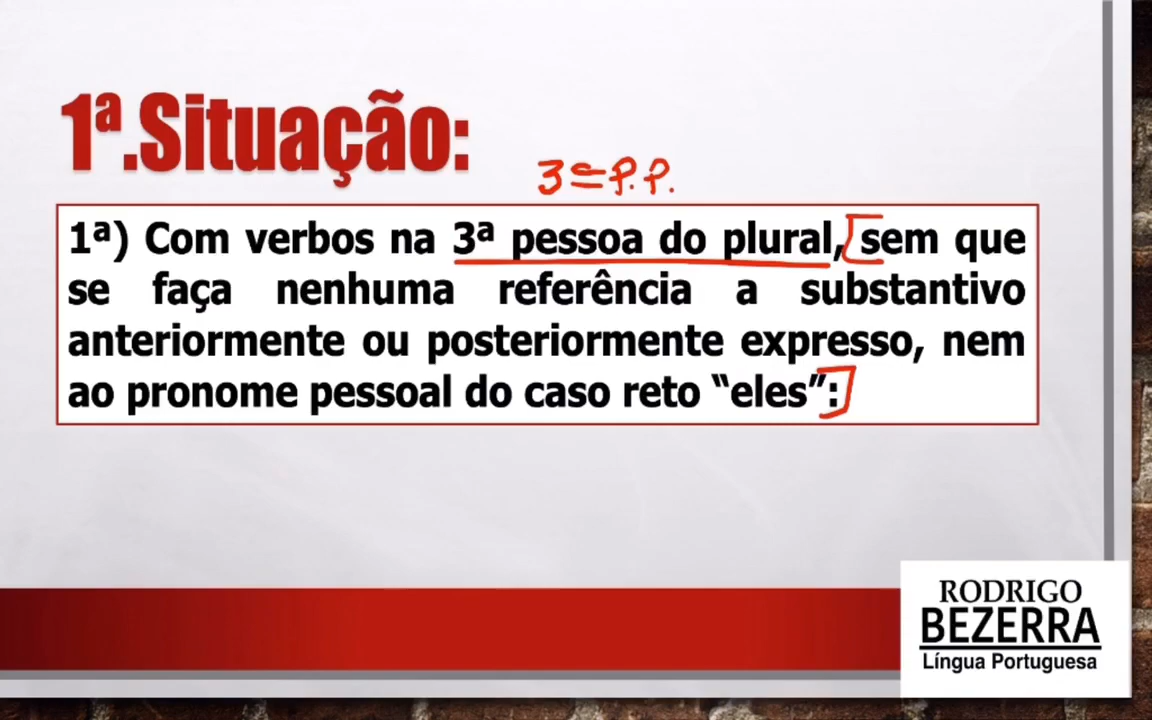 1ª.Situação:
3ª P.P.
1ª) Com verbos na 3ª pessoa do plural, sem que
se faça nenhuma referência a substantivo
anteriormente ou posteriormente expresso, nem
ao pronome pessoal do caso reto “eles”:
RODRIGO
BEZERRA
Língua Portuguesa